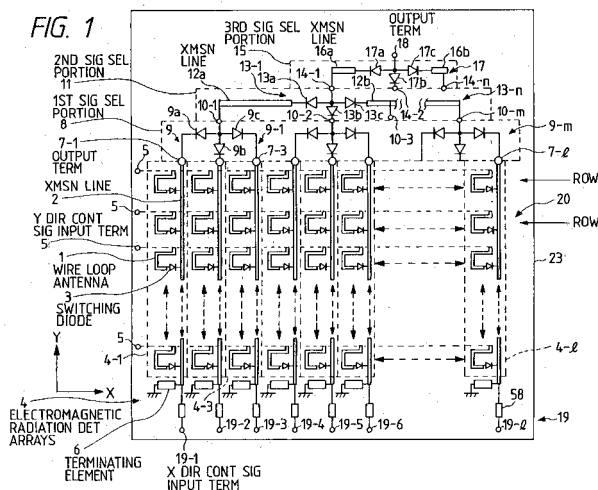 FIG. 1
3RD SIG SEL PORTION
15
XMSN LINE
16a
OUTPUT TERM
18
17a
17c
16b
17
2ND SIG SEL PORTION
11
XMSN LINE
12a
13-1
13a
14-1
12b
17b
14-n
13-n
1ST SIG SEL PORTION
8
10-1
9a
9c
10-2
13b
13c
14-2
10-3
10-m
9
9-1
9b
9-m
7-1
OUTPUT TERM
5
7-3
7-ℓ
XMSN LINE
2
ROW
Y DIR CONT SIG INPUT TERM
5
20
ROW
5
1
WIRE LOOP ANTENNA
23
3
SWITCHING DIODE
Y
X
5
4-1
4-ℓ
4
4-3
58
ELECTROMAGNETIC RADIATION DET ARRAYS
6
TERMINATING ELEMENT
19-1
19-2
19-3
19-4
19-5
19-6
19-ℓ
19
X DIR CONT SIG INPUT TERM